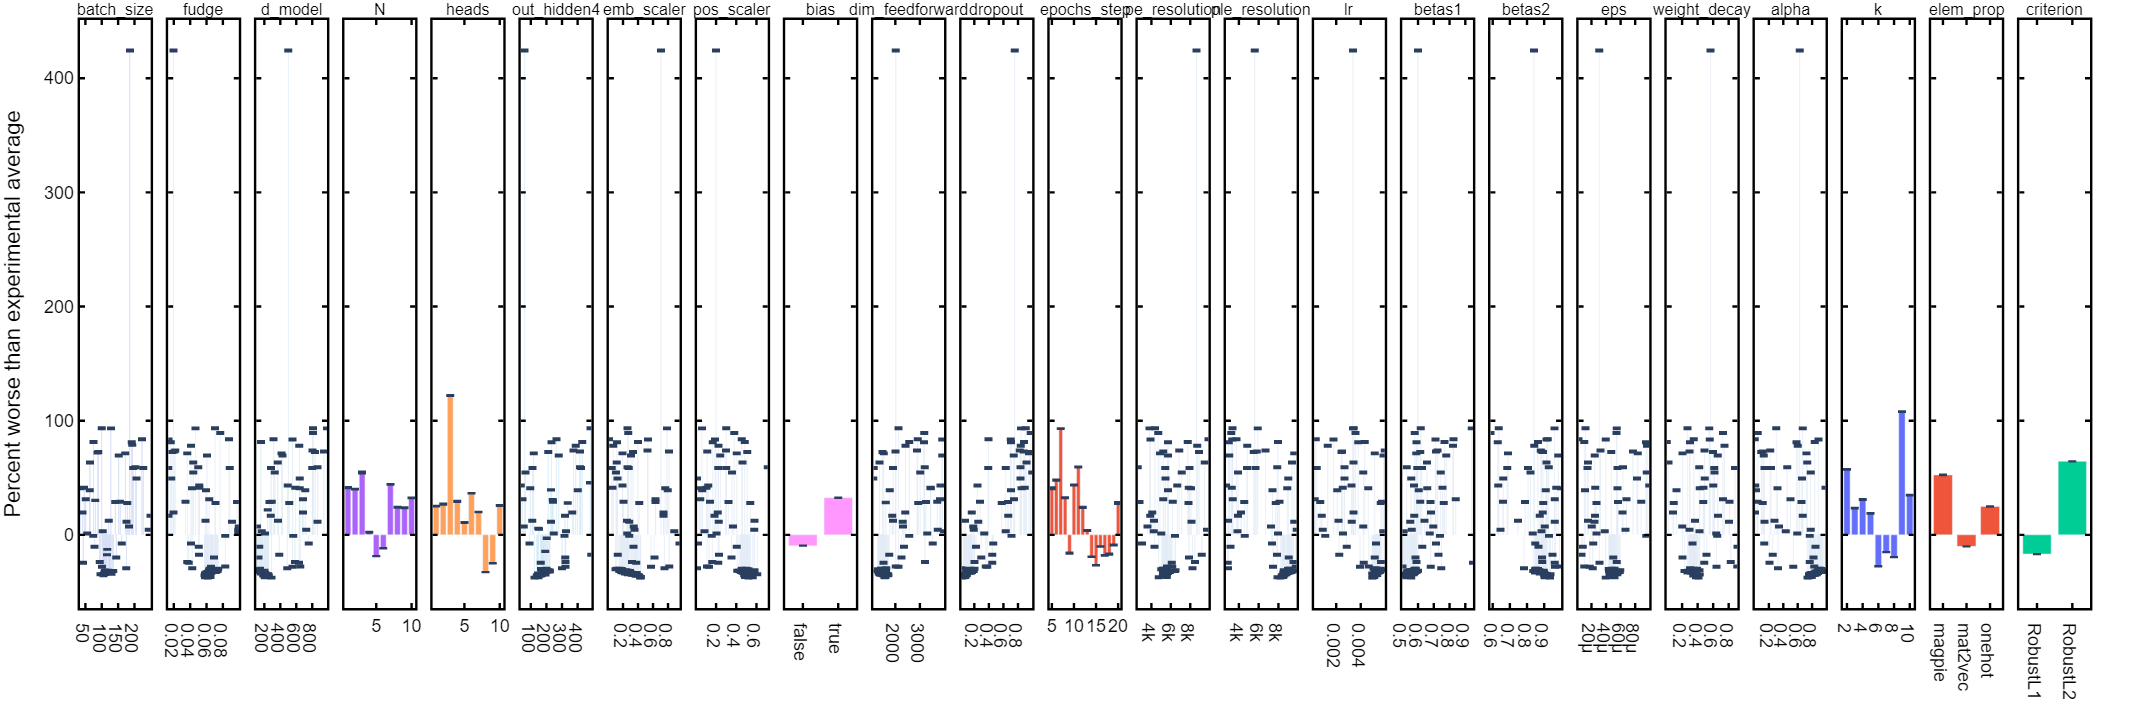 batch_size fudge d_model N heads out_hidden4 emb_scaler pos_scaler bias dim_feedforward dropout epochs_step pe_resolution ple_resolution lr betas1 betas2 eps weight_decay alpha k elem_prop criterion
Percent worse than experimental average
400
300
200
100
0
50 100 150 200
0.02 0.04 0.06 0.08
200 400 600 800
5 10
5 10
1000 2000 3000 4000
0.2 0.4 0.6 0.8
0.2 0.4 0.6
false true
2000 3000
0.2 0.4 0.6 0.8
5 10 15 20
4k 6k 8k
4k 6k 8k
0.002 0.004
0.5 0.6 0.7 0.8 0.9
0.6 0.7 0.8 0.9
20μ 40μ 60μ 80μ
0.2 0.4 0.6 0.8
0.2 0.4 0.6 0.8
2 4 6 8 10
magpie mat2vec onehot
RobustL1 RobustL2